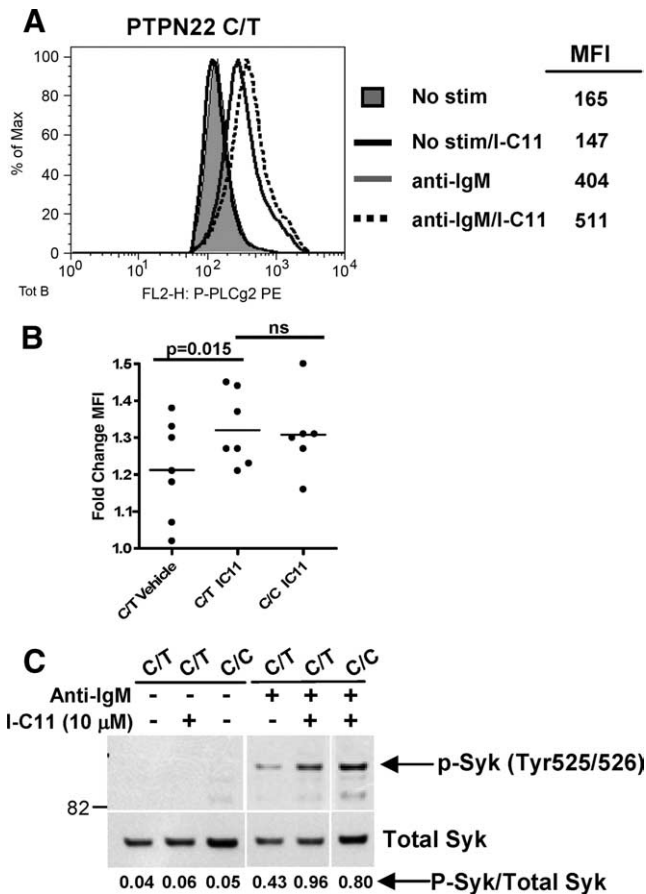 A
PTPN22 C/T
% of Max
100
80
60
40
20
0
10^0 10^1 10^2 10^3 10^4
Tot B
FL2-H: P-PLCg2 PE
MFI
No stim 165
No stim/I-C11 147
anti-IgM 404
anti-IgM/I-C11 511
B
p=0.015
ns
Fold Change MFI
1.5
1.4
1.3
1.2
1.1
1.0
C/T Vehicle
C/T IC11
C/C IC11
C
C/T C/T C/C C/T C/T C/C
Anti-IgM - - - + + +
I-C11 (10 μM) - + - - + +
p-Syk (Tyr525/526)
82
Total Syk
0.04 0.06 0.05 0.43 0.96 0.80 P-Syk/Total Syk